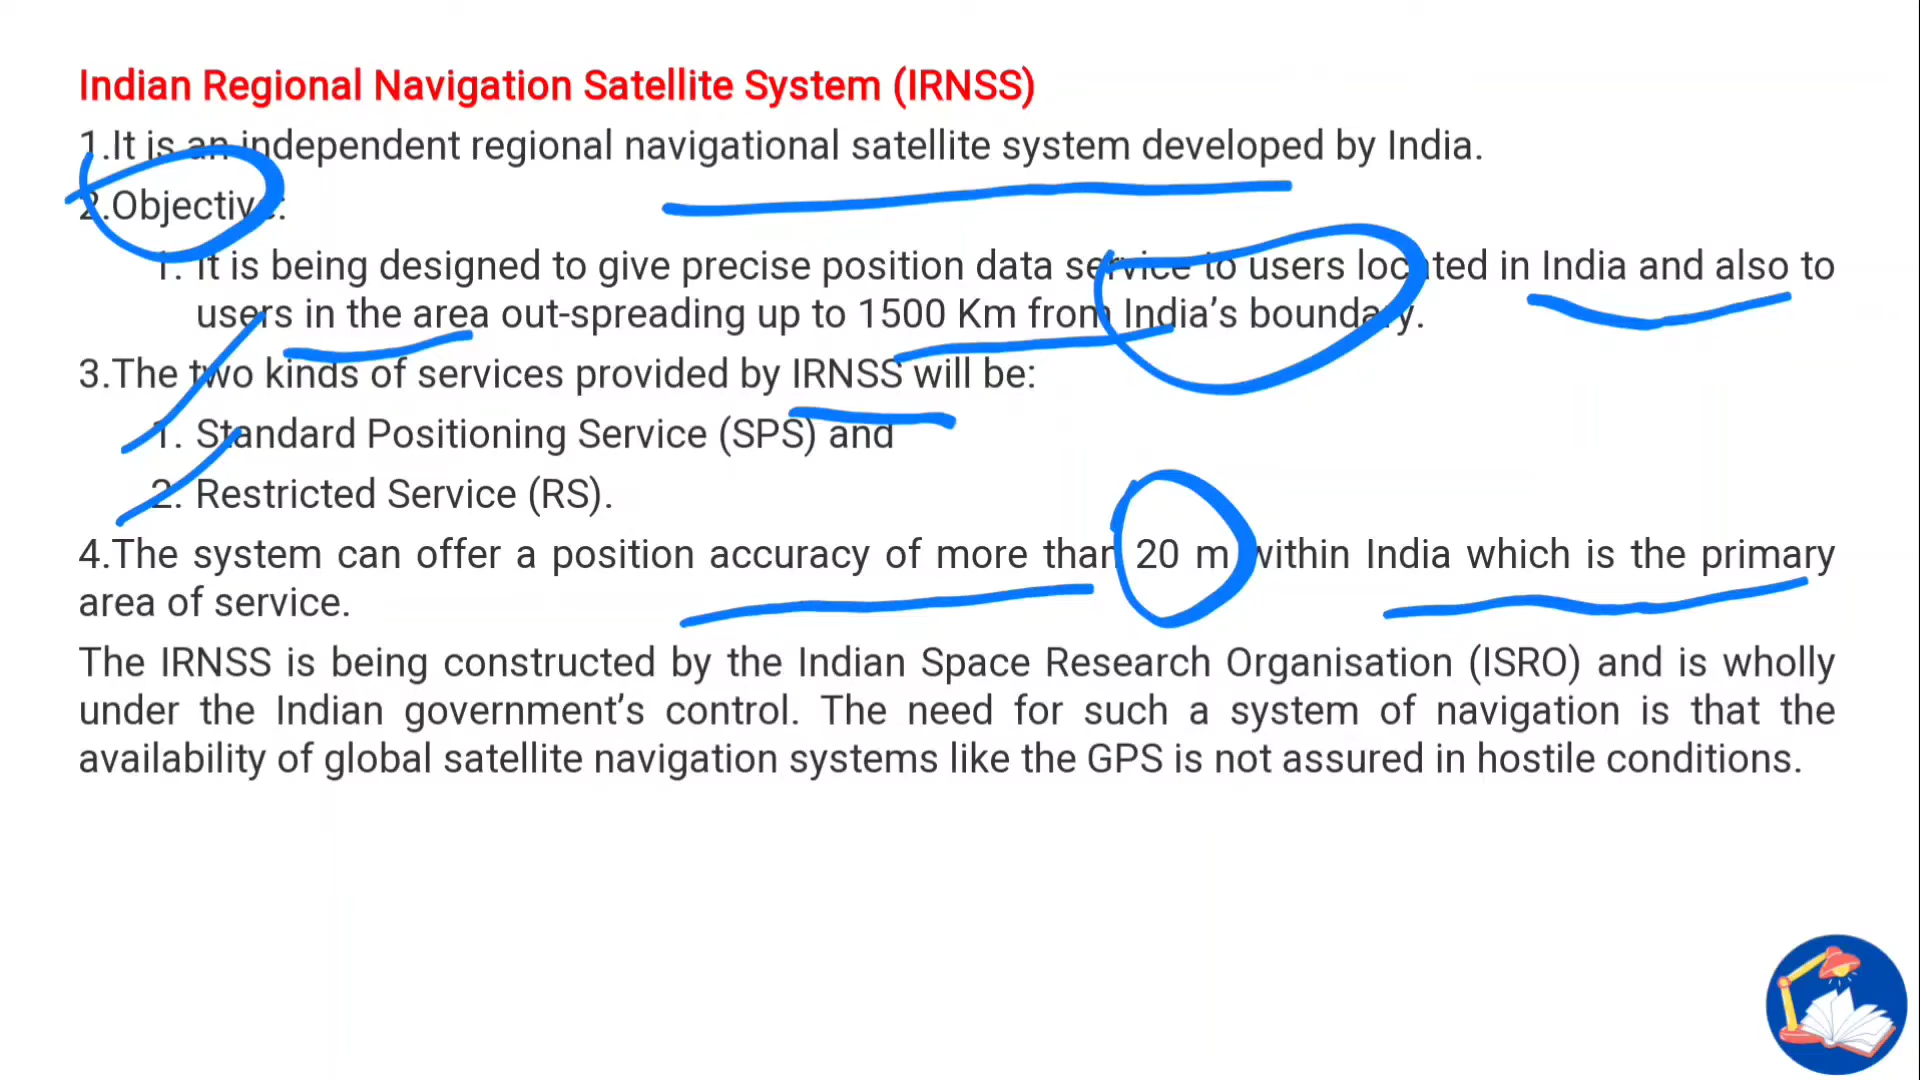 Indian Regional Navigation Satellite System (IRNSS)
1.It is an independent regional navigational satellite system developed by India.
2.Objective:
1. It is being designed to give precise position data service to users located in India and also to
users in the area out-spreading up to 1500 Km from India’s boundary.
3.The two kinds of services provided by IRNSS will be:
1. Standard Positioning Service (SPS) and
2. Restricted Service (RS).
4.The system can offer a position accuracy of more than 20 m within India which is the primary
area of service.
The IRNSS is being constructed by the Indian Space Research Organisation (ISRO) and is wholly
under the Indian government’s control. The need for such a system of navigation is that the
availability of global satellite navigation systems like the GPS is not assured in hostile conditions.